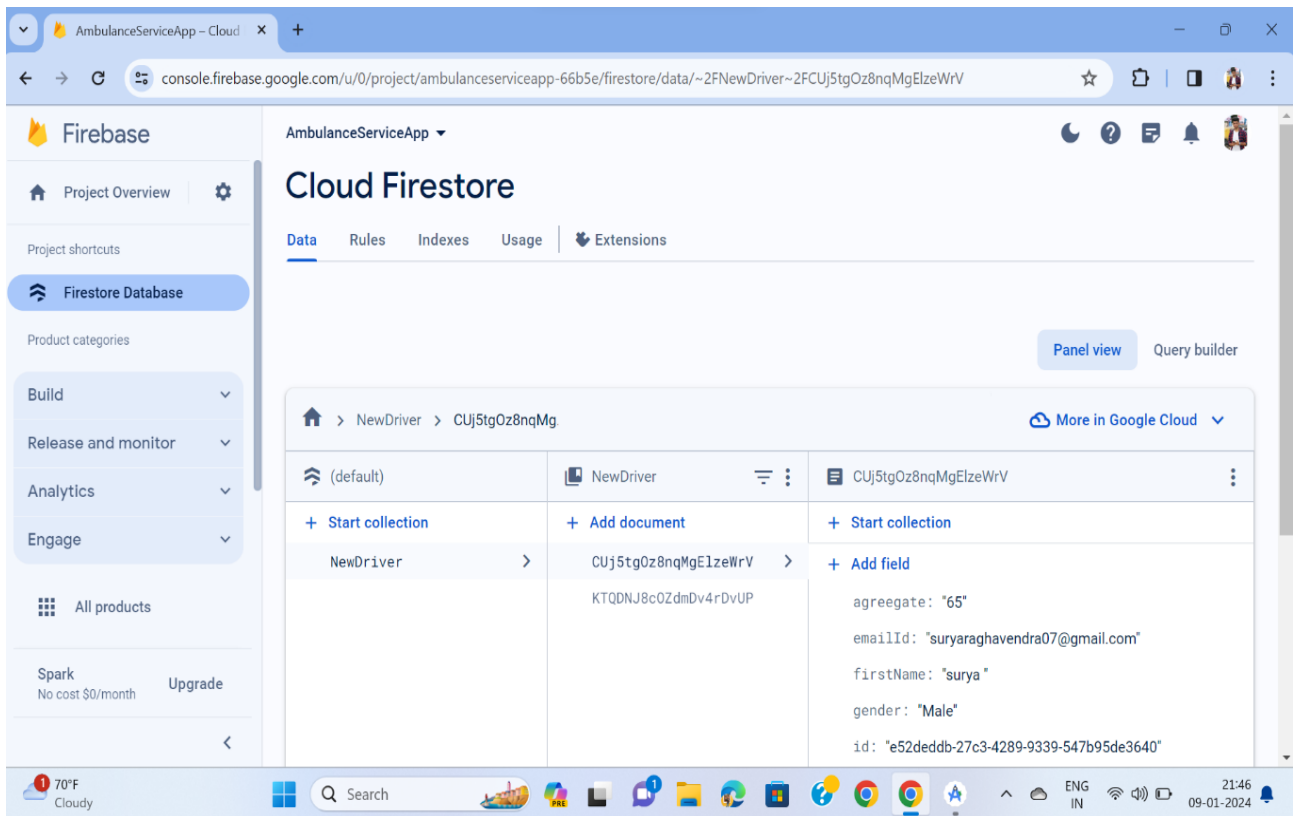 AmbulanceServiceApp – Cloud
console.firebase.google.com/u/0/project/ambulanceserviceapp-66b5e/firestore/data/~2FNewDriver~2FCUj5tgOz8nqMgElzeWrV
Firebase
AmbulanceServiceApp
Project Overview
Cloud Firestore
Data Rules Indexes Usage Extensions
Project shortcuts
Firestore Database
Product categories
Panel view Query builder
Build
Release and monitor
Analytics
Engage
All products
Spark
No cost $0/month
Upgrade
> NewDriver > CUj5tgOz8nqMg.
More in Google Cloud
(default) NewDriver CUj5tgOz8nqMgElzeWrV
+ Start collection + Add document + Start collection
NewDriver CUj5tgOz8nqMgElzeWrV + Add field
KTQDNJ8cOZdmDv4rDvUP
agreegate: "65"
emailId: "suryaraghavendra07@gmail.com"
firstName: "surya "
gender: "Male"
id: "e52deddb-27c3-4289-9339-547b95de3640"
1
70°F
Cloudy
Search
PRE
1
ENG
IN
21:46
09-01-2024